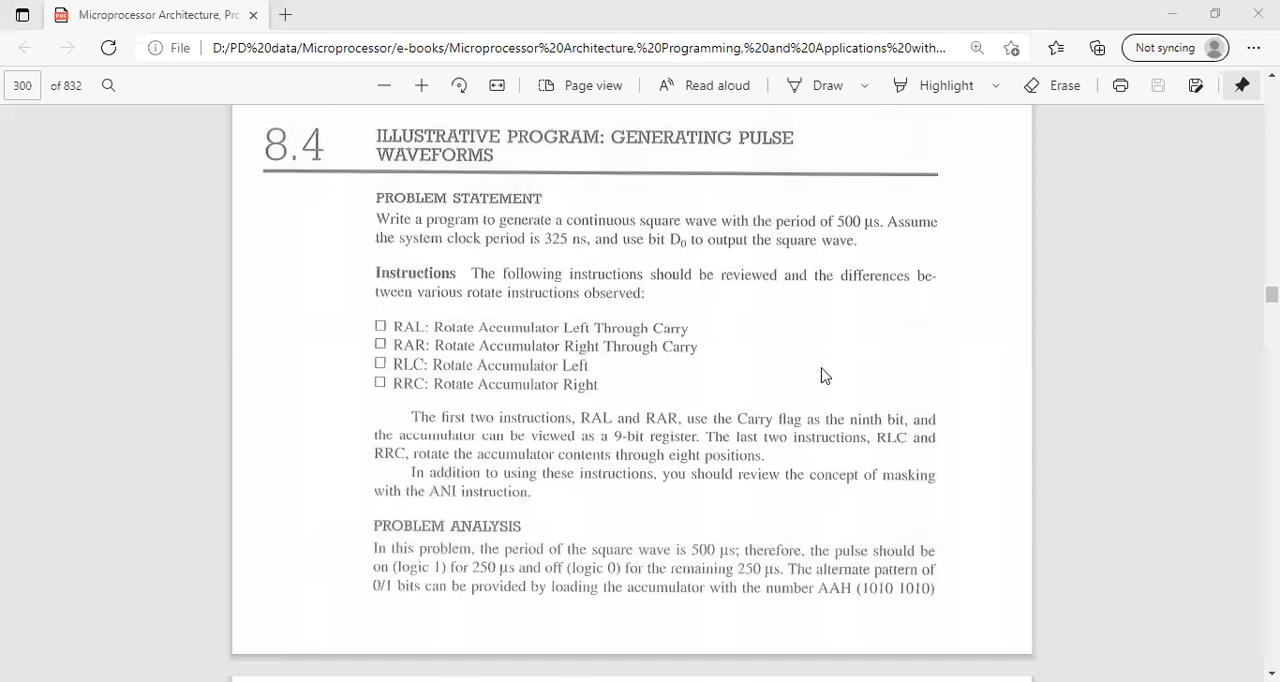 Microprocessor Architecture, Pro
File D:/PD%20data/Microprocessor/e-books/Microprocessor%20Architecture,%20Programming,%20and%20Applications%20with...
Not syncing
300 of 832
Page view
Read aloud
Draw
Highlight
Erase
8.4 ILLUSTRATIVE PROGRAM: GENERATING PULSE
WAVEFORMS
PROBLEM STATEMENT
Write a program to generate a continuous square wave with the period of 500 µs. Assume
the system clock period is 325 ns, and use bit D₀ to output the square wave.
Instructions The following instructions should be reviewed and the differences be-
tween various rotate instructions observed:
☐ RAL: Rotate Accumulator Left Through Carry
☐ RAR: Rotate Accumulator Right Through Carry
☐ RLC: Rotate Accumulator Left
☐ RRC: Rotate Accumulator Right
The first two instructions, RAL and RAR, use the Carry flag as the ninth bit, and
the accumulator can be viewed as a 9-bit register. The last two instructions, RLC and
RRC, rotate the accumulator contents through eight positions.
In addition to using these instructions, you should review the concept of masking
with the ANI instruction.
PROBLEM ANALYSIS
In this problem, the period of the square wave is 500 µs; therefore, the pulse should be
on (logic 1) for 250 µs and off (logic 0) for the remaining 250 µs. The alternate pattern of
0/1 bits can be provided by loading the accumulator with the number AAH (1010 1010)